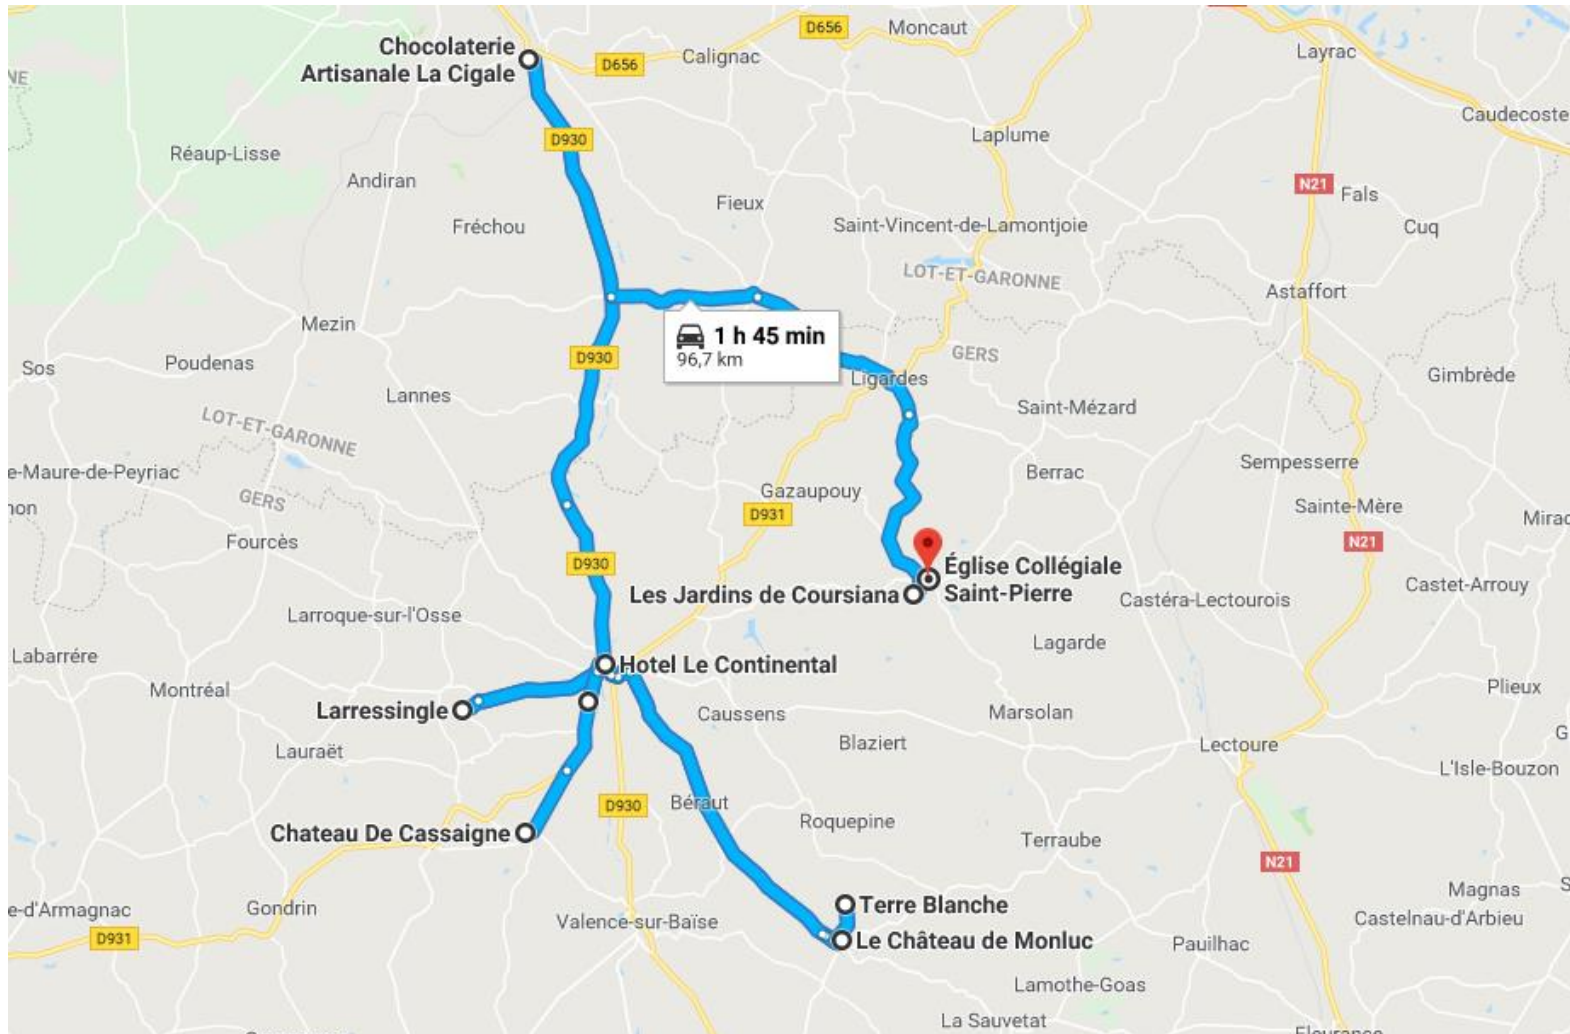 D656
Moncaut
Layrac
Chocolaterie
Artisanale La Cigale
D656
Calignac
NE
Caudecoste
D930
Laplume
Réaup-Lisse
Andiran
N21
Fals
Fieux
Fréchou
Saint-Vincent-de-Lamontjoie
Cuq
LOT-ET-GARONNE
Astaffort
Mezin
1 h 45 min
96,7 km
GERS
D930
Sos
Poudenas
Ligardes
Gimbrède
Lannes
Saint-Mézard
LOT-ET-GARONNE
e-Maure-de-Peyriac
Berrac
Sempesserre
GERS
Gazaupouy
non
D931
Sainte-Mère
Mirac
Fourcès
N21
D930
Église Collégiale
Saint-Pierre
Les Jardins de Coursiana
Castéra-Lectourois
Castet-Arrouy
Larroque-sur-l'Osse
Lagarde
Labarrére
Hotel Le Continental
Montréal
Plieux
Larressingle
Caussens
Marsolan
Lauraët
Blaziert
Lectoure
G
L'Isle-Bouzon
D930
Béraut
Chateau De Cassaigne
Roquepine
Terraube
N21
Magnas
S
e-d'Armagnac
Gondrin
Terre Blanche
Valence-sur-Baïse
Castelnau-d'Arbieu
D931
Le Château de Monluc
Pauilhac
Lamothe-Goas
La Sauvetat